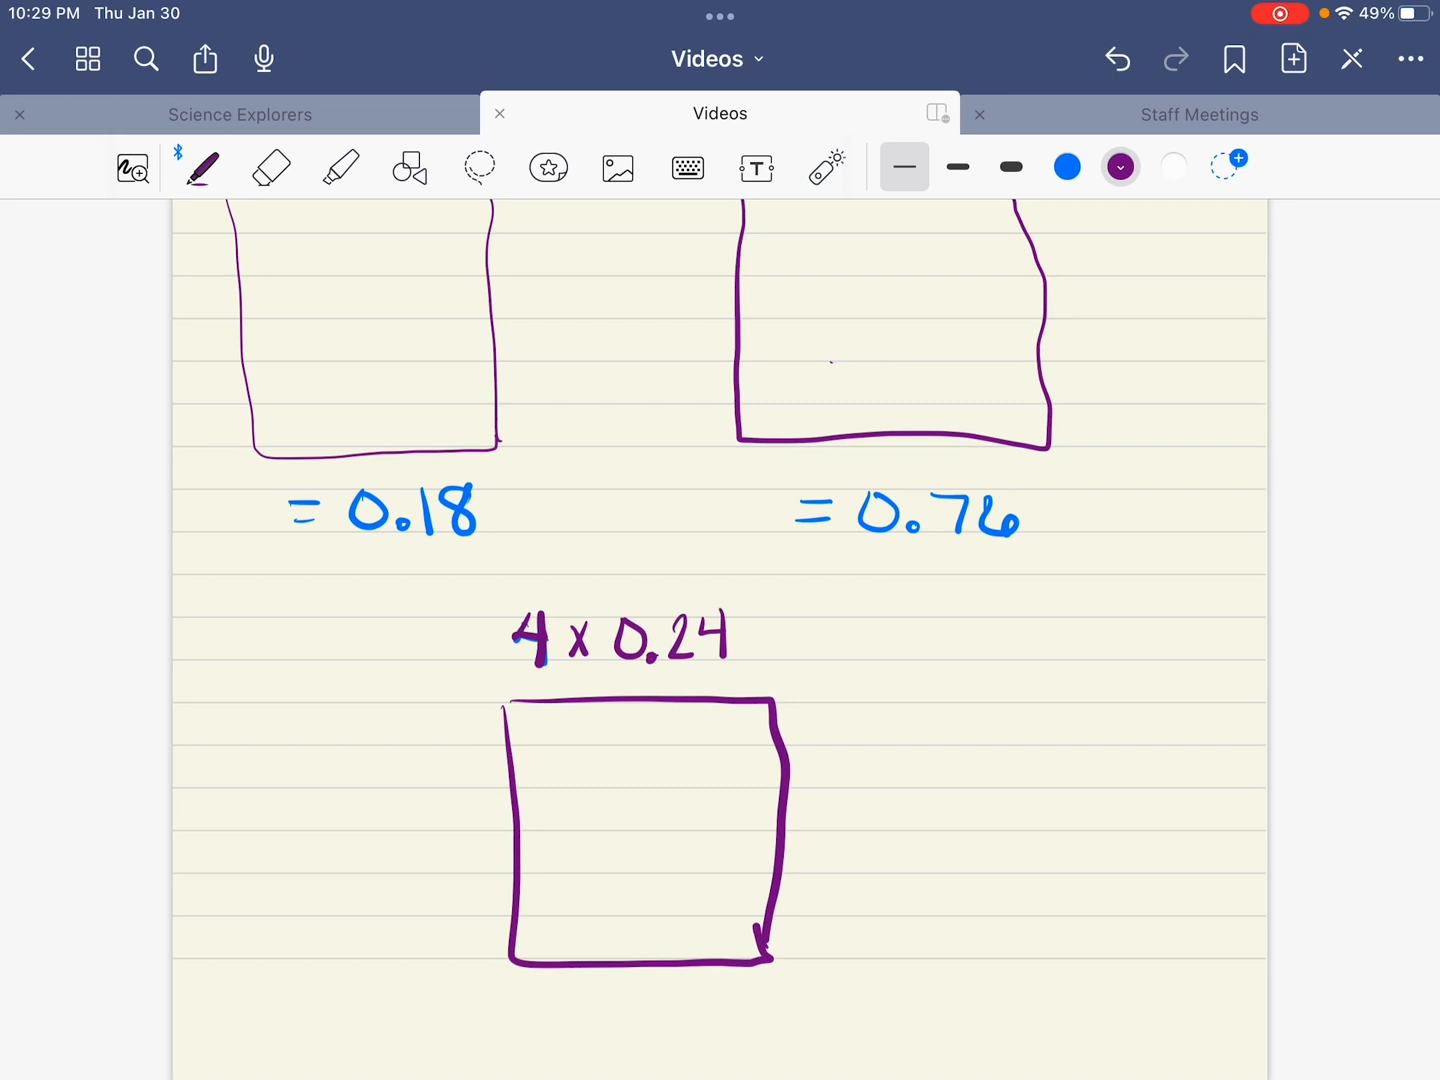 10:29 PM Thu Jan 30
49%
Videos
Science Explorers
Videos
Staff Meetings
= 0.18
= 0.76
4 x 0.24